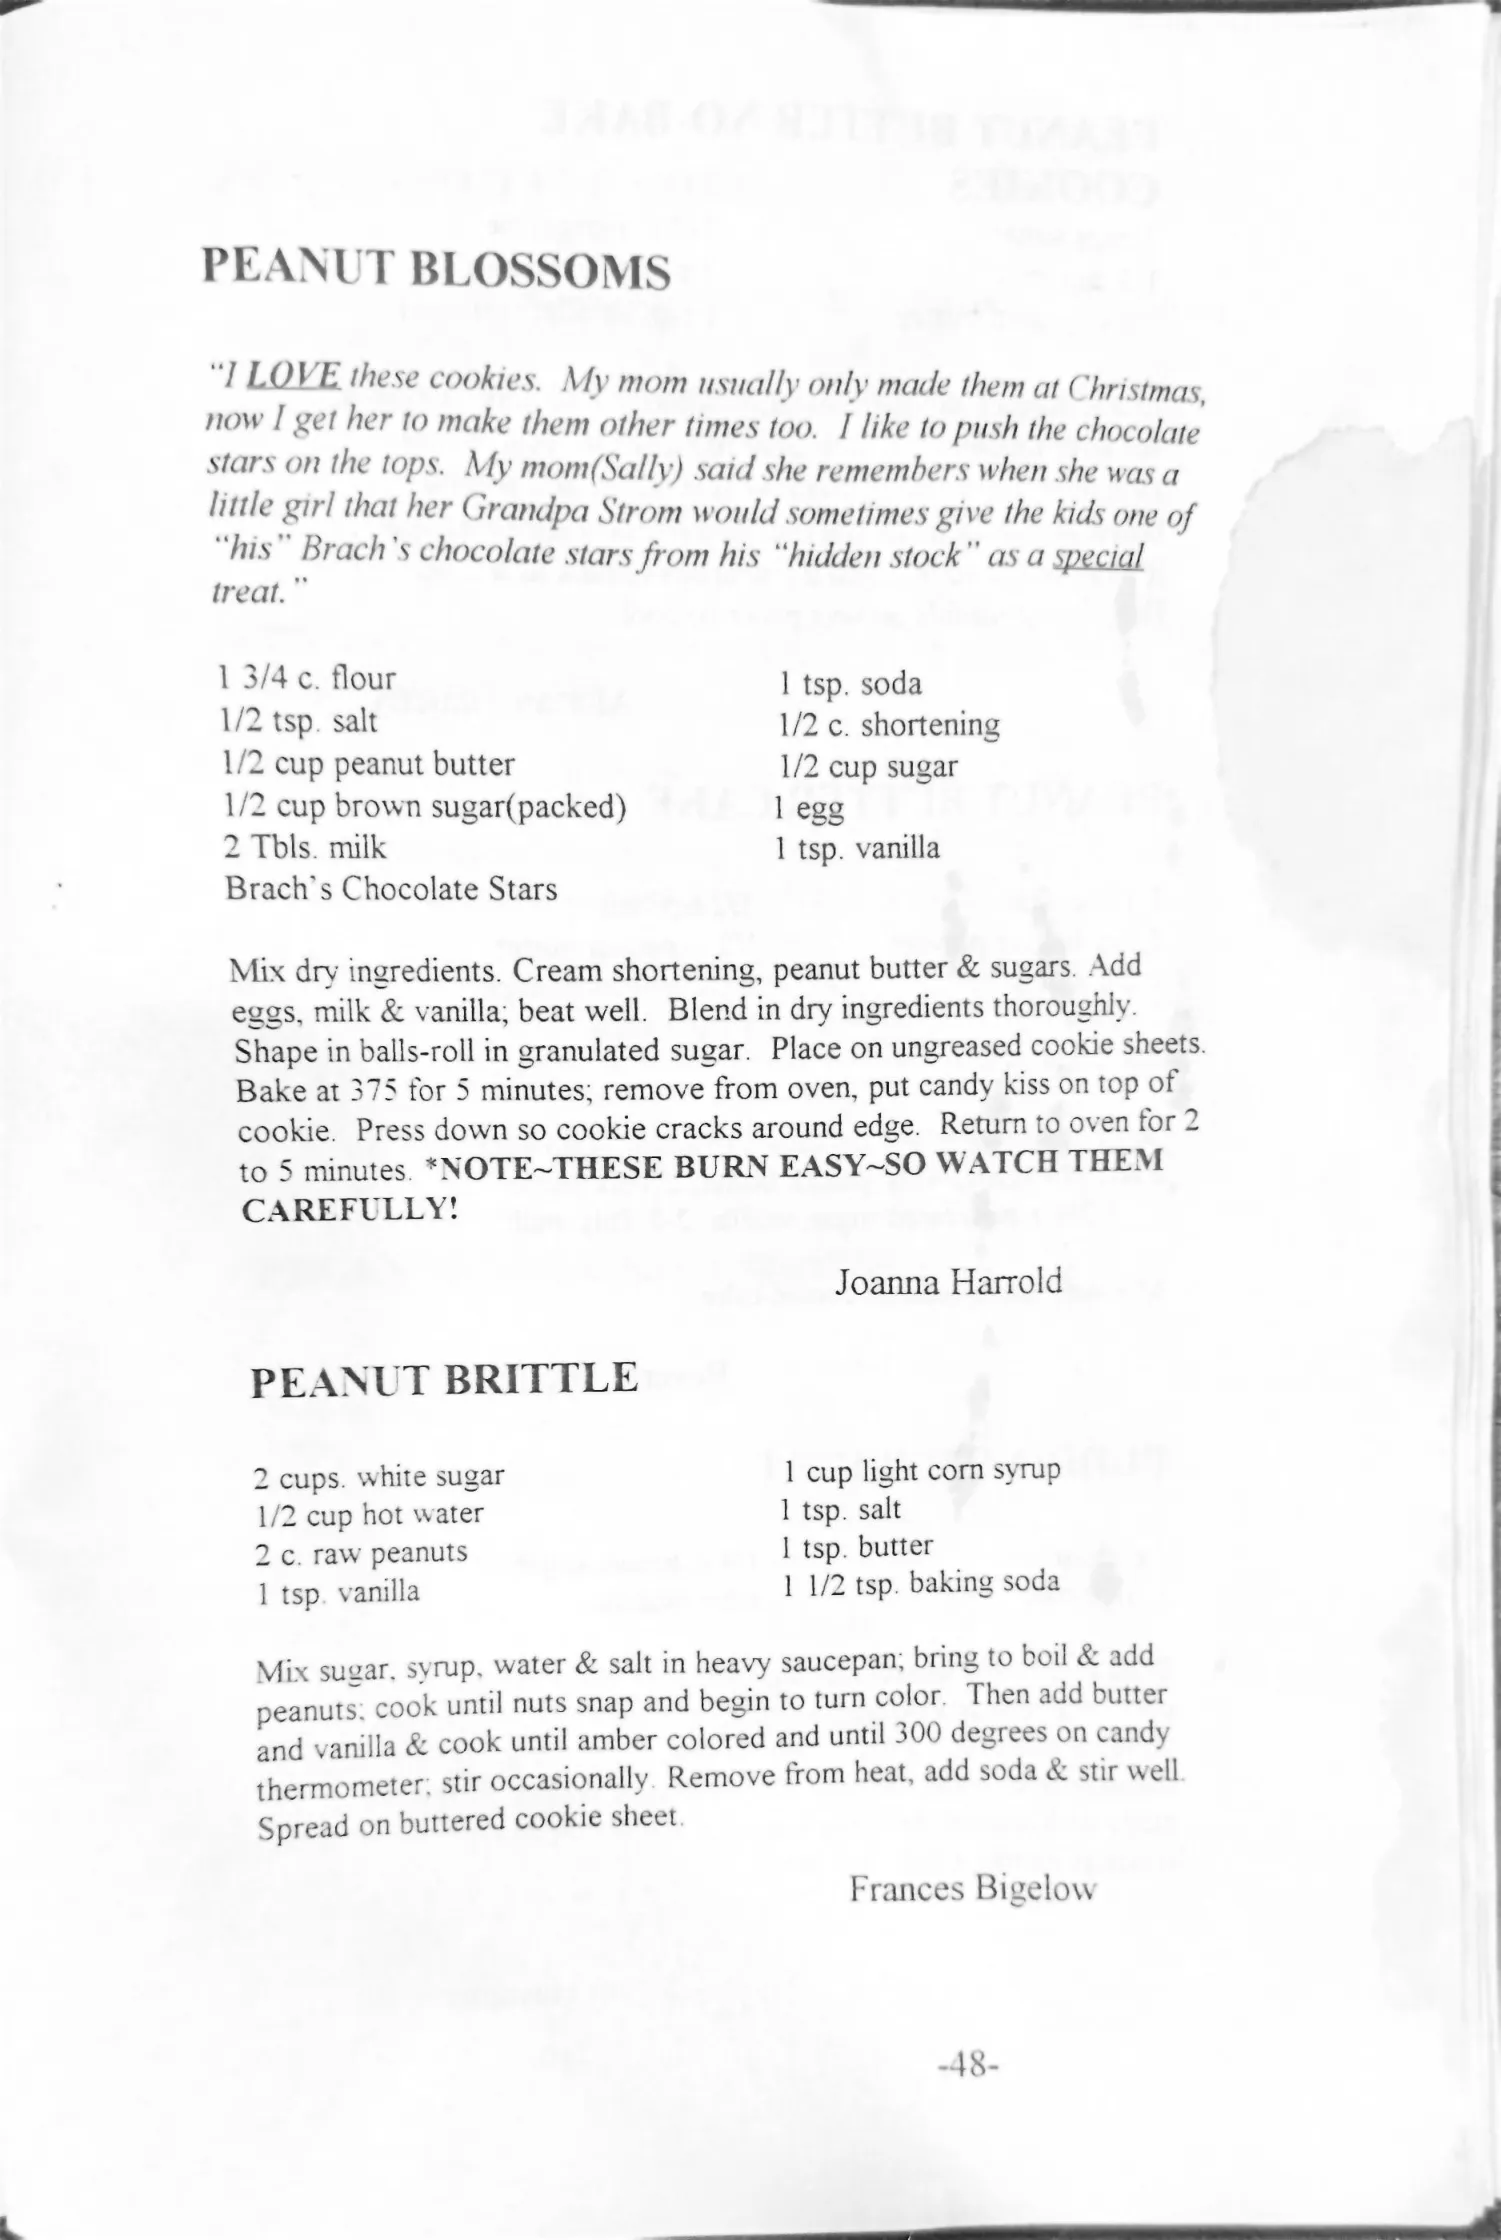 PEANUT BLOSSOMS
"I LOVE these cookies. My mom usually only made them at Christmas,
now I get her to make them other times too. I like to push the chocolate
stars on the tops. My mom(Sally) said she remembers when she was a
little girl that her Grandpa Strom would sometimes give the kids one of
"his" Brach's chocolate stars from his "hidden stock" as a special
treat."
1 3/4 c. flour 1 tsp. soda
1/2 tsp. salt 1/2 c. shortening
1/2 cup peanut butter 1/2 cup sugar
1/2 cup brown sugar(packed) 1 egg
2 Tbls. milk 1 tsp. vanilla
Brach's Chocolate Stars
Mix dry ingredients. Cream shortening, peanut butter & sugars. Add
eggs, milk & vanilla; beat well. Blend in dry ingredients thoroughly.
Shape in balls-roll in granulated sugar. Place on ungreased cookie sheets.
Bake at 375 for 5 minutes; remove from oven, put candy kiss on top of
cookie. Press down so cookie cracks around edge. Return to oven for 2
to 5 minutes. *NOTE~THESE BURN EASY~SO WATCH THEM
CAREFULLY!
Joanna Harrold
PEANUT BRITTLE
2 cups. white sugar 1 cup light corn syrup
1/2 cup hot water 1 tsp. salt
2 c. raw peanuts 1 tsp. butter
1 tsp. vanilla 1 1/2 tsp. baking soda
Mix sugar, syrup, water & salt in heavy saucepan; bring to boil & add
peanuts; cook until nuts snap and begin to turn color. Then add butter
and vanilla & cook until amber colored and until 300 degrees on candy
thermometer; stir occasionally. Remove from heat, add soda & stir well.
Spread on buttered cookie sheet.
Frances Bigelow
-48-